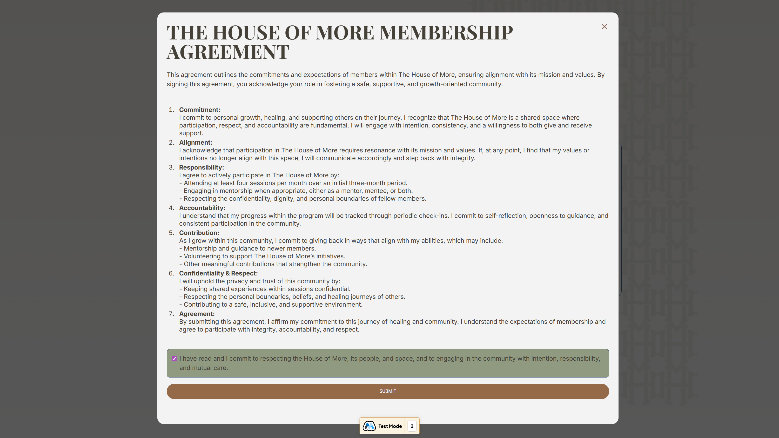 THE HOUSE OF MORE MEMBERSHIP
AGREEMENT
This agreement outlines the commitments and expectations of members within The House of More, ensuring alignment with its mission and values. By
signing this agreement, you acknowledge your role in fostering a safe, supportive, and growth-oriented community.
1. Commitment:
I commit to personal growth, healing, and supporting others on their journey. I recognize that The House of More is a shared space where
participation, respect, and accountability are fundamental. I will engage with intention, consistency, and a willingness to both give and receive
support.
2. Alignment:
I acknowledge that participation in The House of More requires resonance with its mission and values. If, at any point, I find that my values or
intentions no longer align with this space, I will communicate accordingly and step back with integrity.
3. Responsibility:
I agree to actively participate in The House of More by:
- Attending at least four sessions per month over an initial three-month period.
- Engaging in mentorship when appropriate, either as a mentor, mentee, or both.
- Respecting the confidentiality, dignity, and personal boundaries of fellow members.
4. Accountability:
I understand that my progress within the program will be tracked through periodic check-ins. I commit to self-reflection, openness to guidance, and
consistent participation in the community.
5. Contribution:
As I grow within this community, I commit to giving back in ways that align with my abilities, which may include:
- Mentorship and guidance to newer members.
- Volunteering to support The House of More's initiatives.
- Other meaningful contributions that strengthen the community.
6. Confidentiality & Respect:
I will uphold the privacy and trust of this community by:
- Keeping shared experiences within sessions confidential.
- Respecting the personal boundaries, beliefs, and healing journeys of others.
- Contributing to a safe, inclusive, and supportive environment.
7. Agreement:
By submitting this agreement, I affirm my commitment to this journey of healing and community. I understand the expectations of membership and
agree to participate with integrity, accountability, and respect.
I have read and I commit to respecting the House of More, its people, and space, and to engaging in the community with intention, responsibility,
and mutual care.
SUBMIT
Test Mode